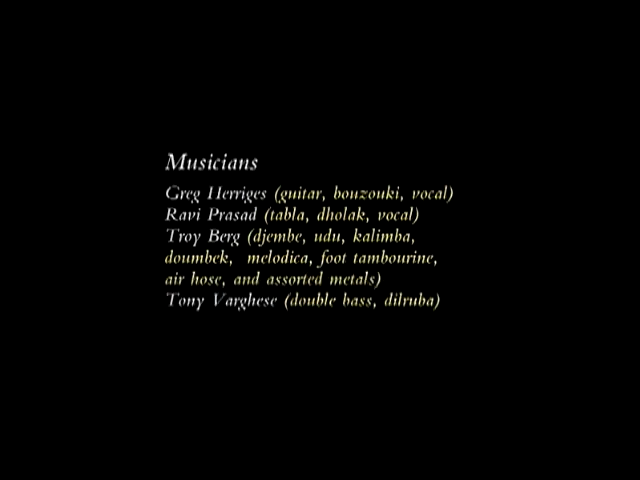 Musicians
Greg Herriges (guitar, bouzouki, vocal)
Ravi Prasad (tabla, dholak, vocal)
Troy Berg (djembe, udu, kalimba,
doumbek, melodica, foot tambourine,
air hose, and assorted metals)
Tony Varghese (double bass, dilruba)